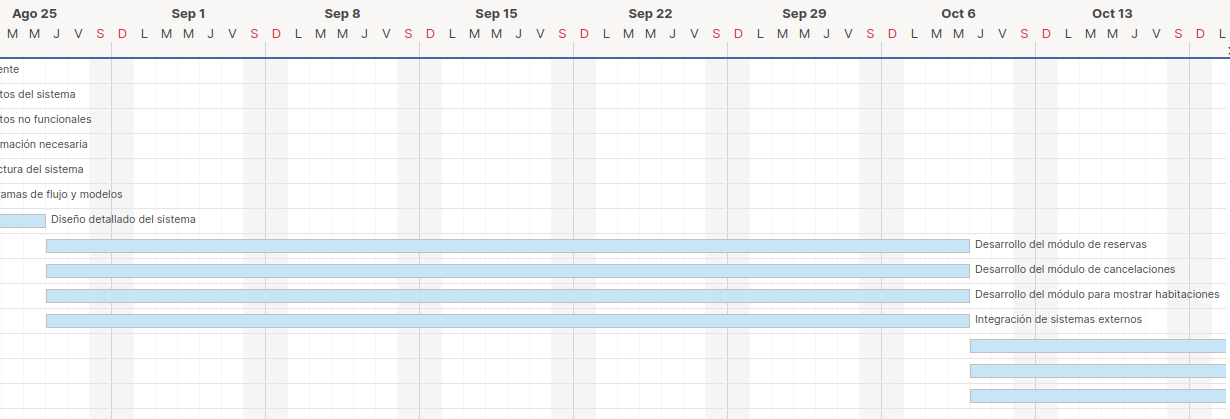 Ago 25 Sep 1 Sep 8 Sep 15 Sep 22 Sep 29 Oct 6 Oct 13
M M J V S D L M M J V S D L M M J V S D L M M J V S D L M M J V S D L M M J V S D L M M J V S D L M M J V S D L
ente
tos del sistema
tos no funcionales
mación necesaria
ctura del sistema
ramas de flujo y modelos
Diseño detallado del sistema
Desarrollo del módulo de reservas
Desarrollo del módulo de cancelaciones
Desarrollo del módulo para mostrar habitaciones
Integración de sistemas externos